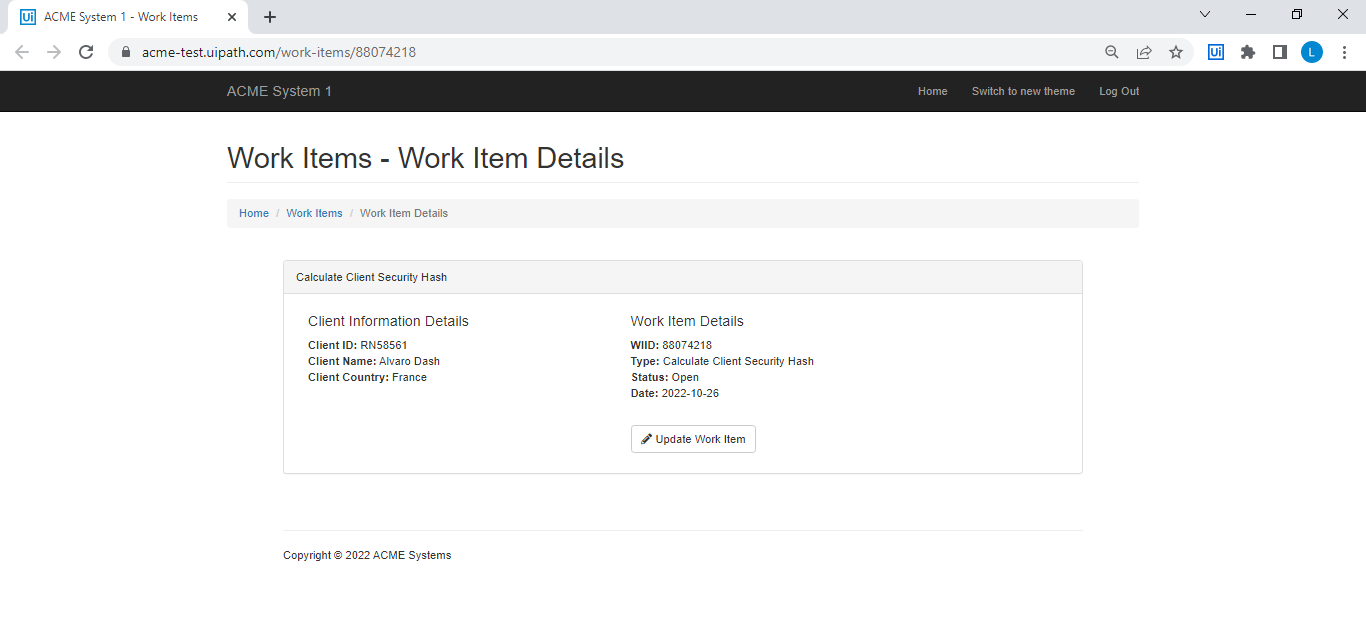 Ui ACME System 1 - Work Items
acme-test.uipath.com/work-items/88074218
Ui
L
ACME System 1 Home Switch to new theme Log Out
Work Items - Work Item Details
Home / Work Items / Work Item Details
Calculate Client Security Hash
Client Information Details
Client ID: RN58561
Client Name: Alvaro Dash
Client Country: France
Work Item Details
WIID: 88074218
Type: Calculate Client Security Hash
Status: Open
Date: 2022-10-26
Update Work Item
Copyright © 2022 ACME Systems